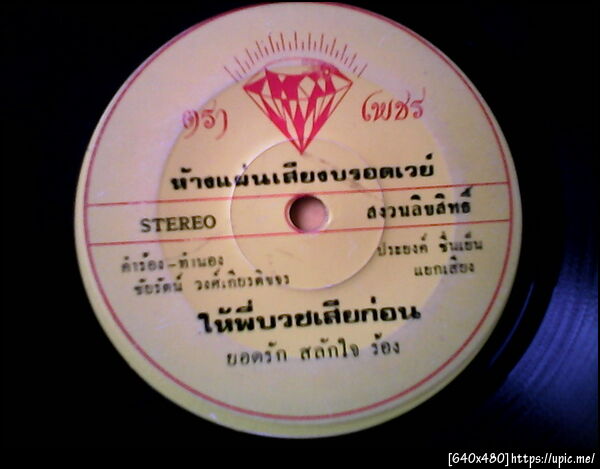 ตรา เพชร
ห้างแผ่นเสียงบรอดเวย์
STEREO สงวนลิขสิทธิ์
คำร้อง-ทำนอง ประยงค์ ชื่นเย็น
ชัยรัตน์ วงศ์เกียรติขจร แยกเสียง
ให้พี่บวชเสียก่อน
ยอดรัก สลักใจ ร้อง
[640x480]https://upic.me/